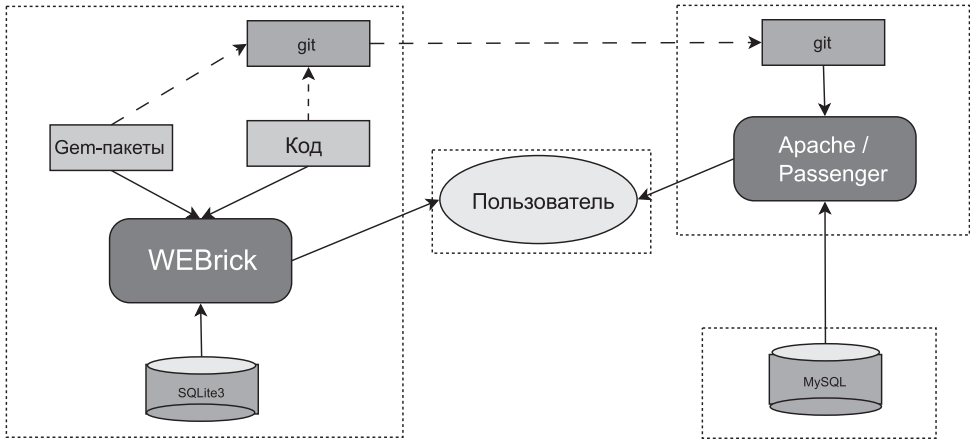 git
git
Gem-пакеты
Код
Apache /
Passenger
Пользователь
WEBrick
SQLite3
MySQL